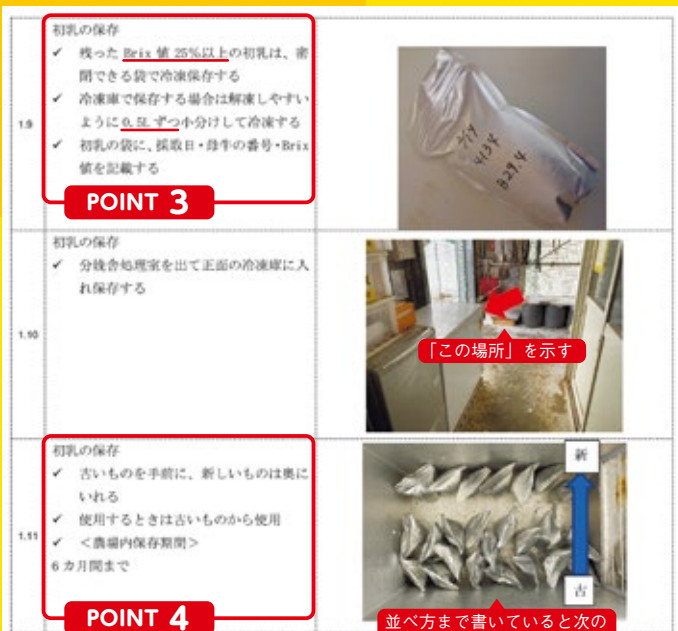 初乳の保存
✓ 残った Brix 値 25%以上の初乳は、密
閉できる袋で冷凍保存する
✓ 冷凍庫で保存する場合は解凍しやすい
ように 0.5L ずつ小分けして冷凍する
✓ 初乳の袋に、採取日・母牛の番号・Brix
値を記載する
1.9
POINT 3
4134
B29.4
初乳の保存
✓ 分娩舎処理室を出て正面の冷凍庫に入
れ保存する
1.10
「この場所」を示す
初乳の保存
✓ 古いものを手前に、新しいものは奥に
いれる
✓ 使用するときは古いものから使用
✓ <農場内保存期間>
6 カ月間まで
1.11
POINT 4
新
古
並べ方まで書いていると次の